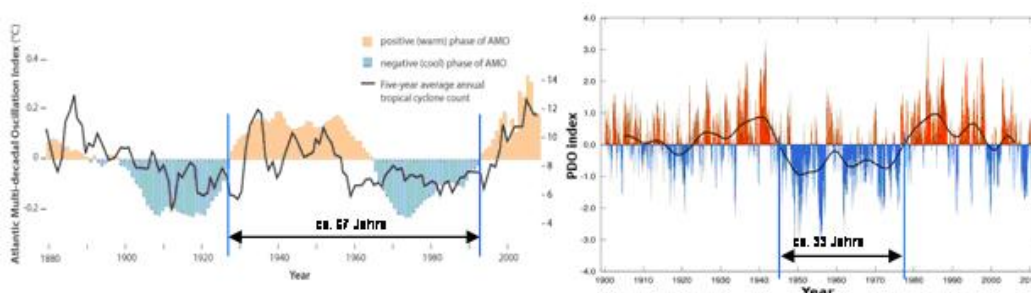 Atlantic Multi-decadal Oscillation Index (°C)
0.4
0.2
0
-0.2
positive (warm) phase of AMO
negative (cool) phase of AMO
Five-year average annual
tropical cyclone count
14
12
10
8
6
4
ca. 67 Jahre
1880
1900
1920
1940
1960
1980
2000
Year
PDO index
4.0
3.0
2.0
1.0
0.0
-1.0
-2.0
-3.0
4.0
ca. 33 Jahre
1900 1910 1920 1930 1940 1950 1960 1970 1980 1990 2000
Year